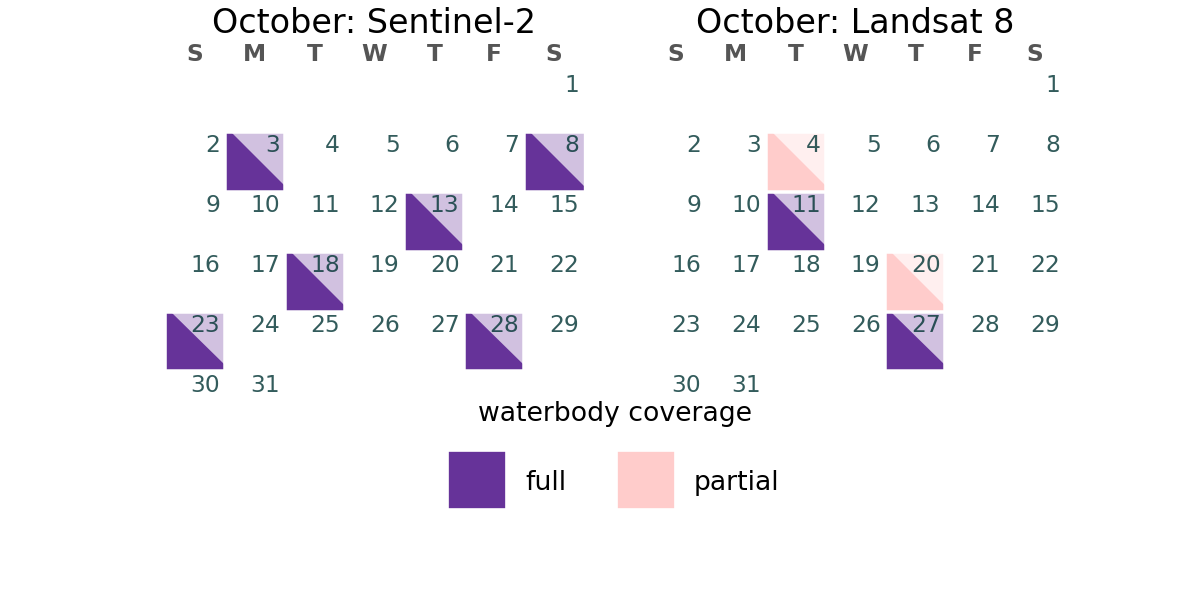 October: Sentinel-2
S M T W T F S
1
2 3 4 5 6 7 8
9 10 11 12 13 14 15
16 17 18 19 20 21 22
23 24 25 26 27 28 29
30 31
October: Landsat 8
S M T W T F S
1
2 3 4 5 6 7 8
9 10 11 12 13 14 15
16 17 18 19 20 21 22
23 24 25 26 27 28 29
30 31
waterbody coverage
full partial